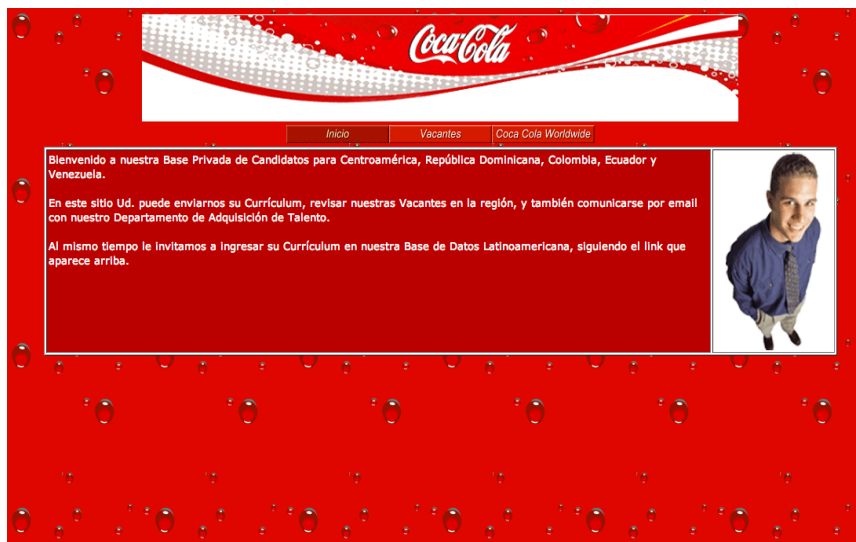 Coca-Cola
Inicio Vacantes Coca Cola Worldwide
Bienvenido a nuestra Base Privada de Candidatos para Centroamérica, República Dominicana, Colombia, Ecuador y
Venezuela.
En este sitio Ud. puede enviarnos su Currículum, revisar nuestras Vacantes en la región, y también comunicarse por email
con nuestro Departamento de Adquisición de Talento.
Al mismo tiempo le invitamos a ingresar su Currículum en nuestra Base de Datos Latinoamericana, siguiendo el link que
aparece arriba.